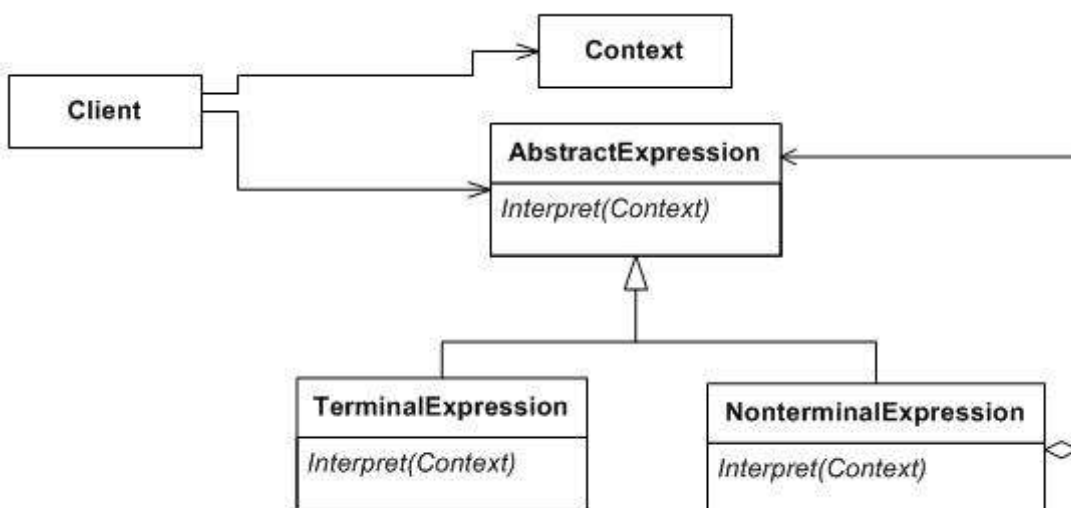 Context
Client
AbstractExpression
Interpret(Context)
TerminalExpression
Interpret(Context)
NonterminalExpression
Interpret(Context)